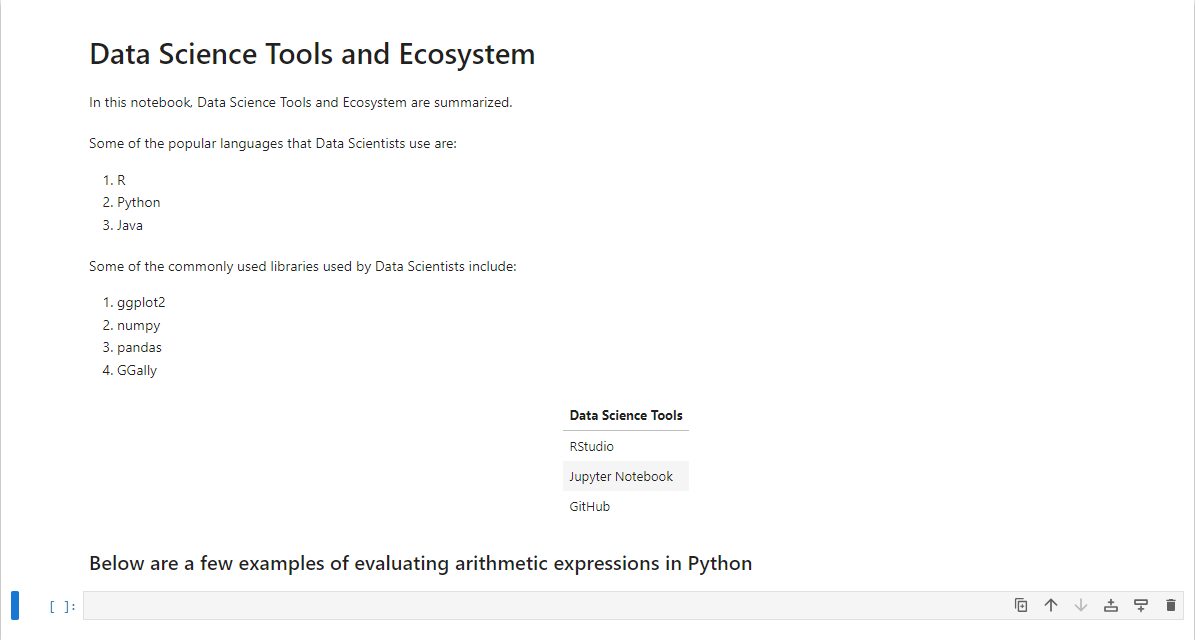 Data Science Tools and Ecosystem
In this notebook, Data Science Tools and Ecosystem are summarized.
Some of the popular languages that Data Scientists use are:
1. R
2. Python
3. Java
Some of the commonly used libraries used by Data Scientists include:
1. ggplot2
2. numpy
3. pandas
4. GGally
Data Science Tools
RStudio
Jupyter Notebook
GitHub
Below are a few examples of evaluating arithmetic expressions in Python
[ ]: